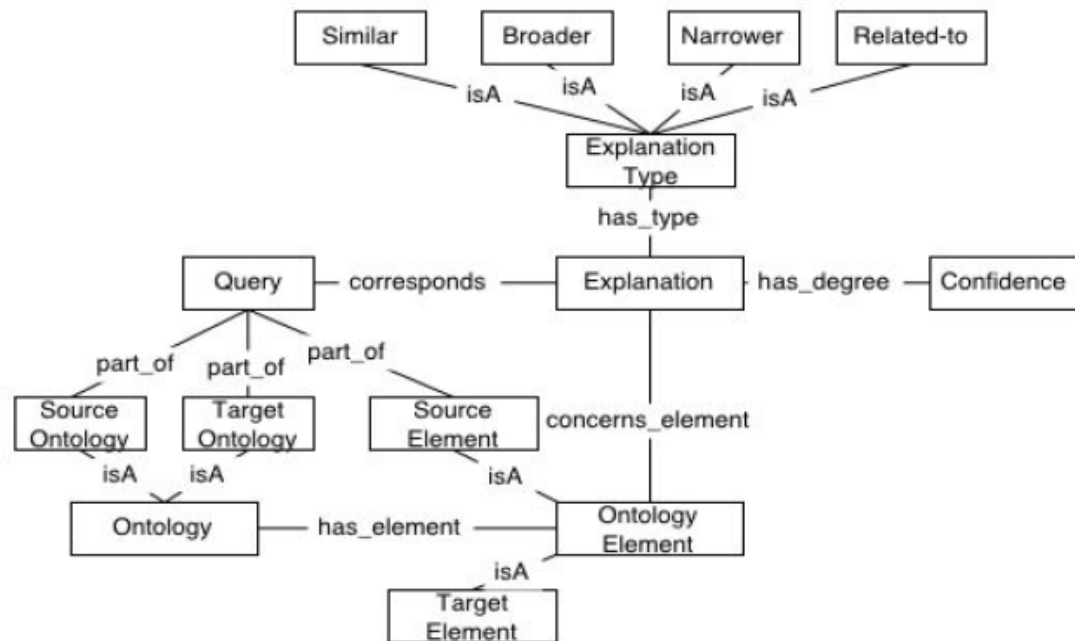 Similar
Broader
Narrower
Related-to
isA
isA
isA
isA
Explanation
Type
has_type
Query
corresponds
Explanation
has_degree
Confidence
part_of
part_of
part_of
Source
Ontology
Target
Ontology
Source
Element
concerns_element
isA
isA
isA
Ontology
has_element
Ontology
Element
isA
Target
Element